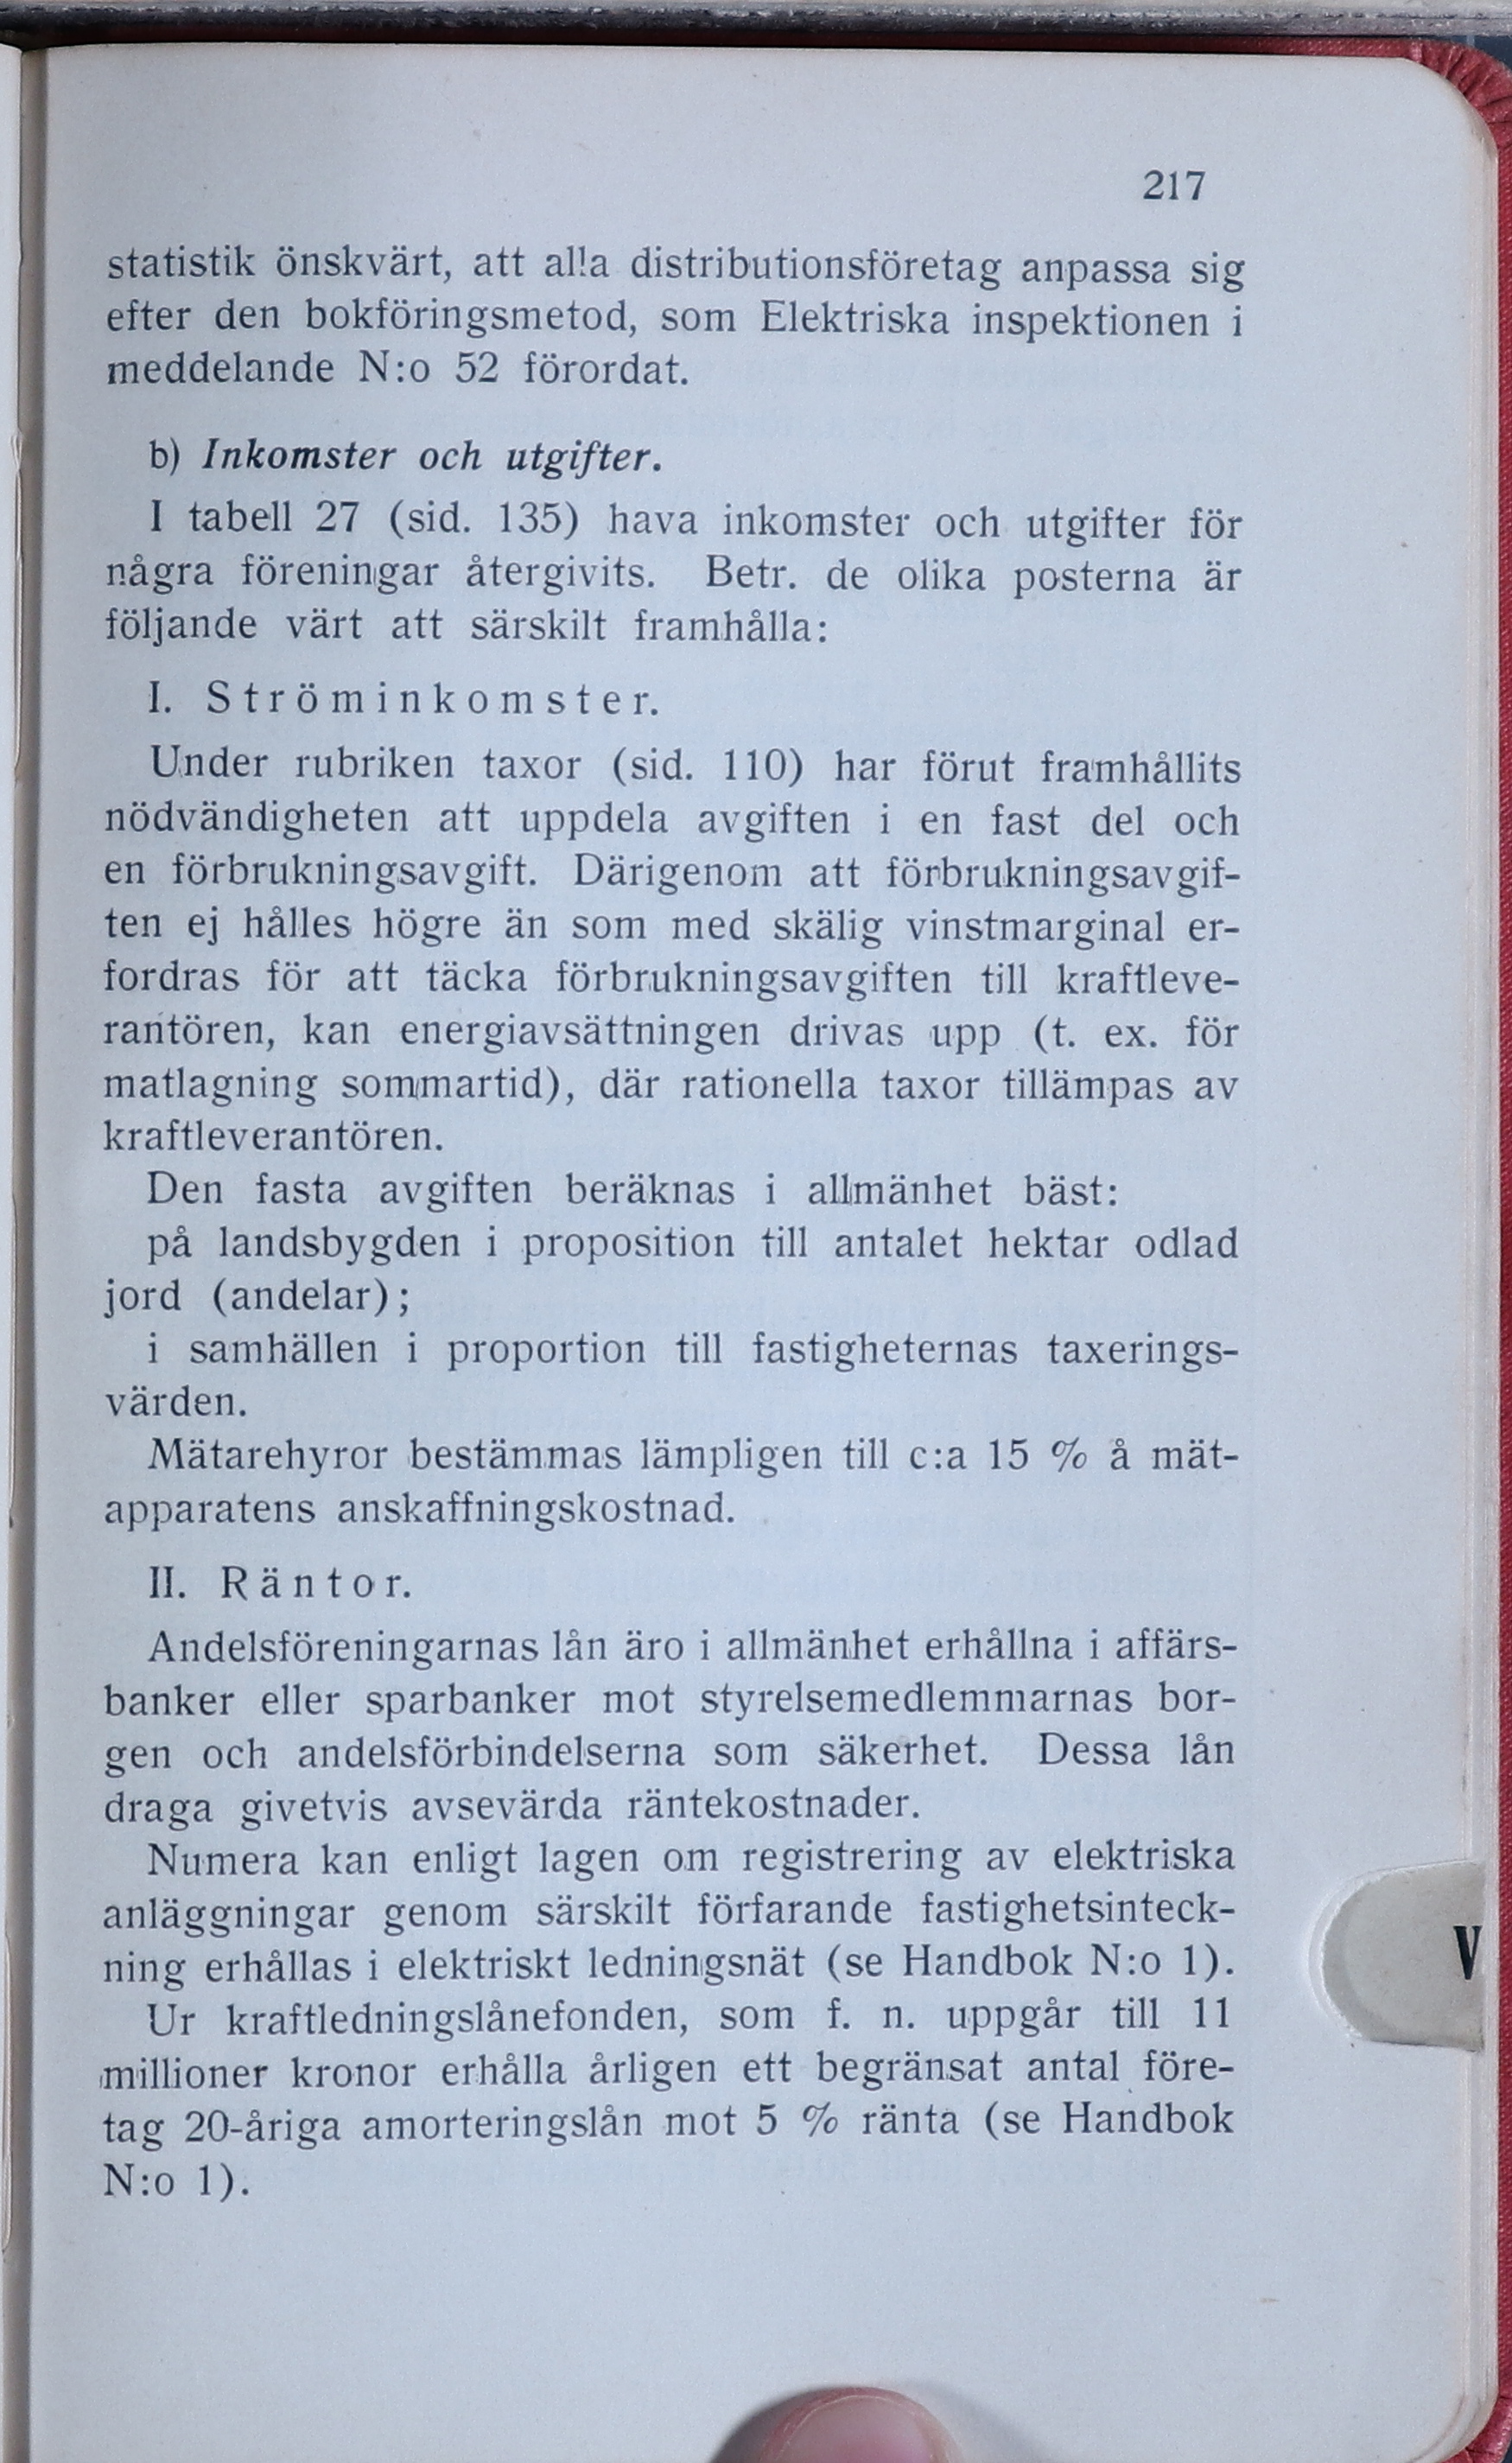 217
statistik önskvärt, att alla distributionsföretag anpassa sig
efter den bokföringsmetod, som Elektriska inspektionen i
meddelande N:o 52 förordat.
b) Inkomster och utgifter.
I tabell 27 (sid. 135) hava inkomster och utgifter för
några föreningar återgivits. Betr. de olika posterna är
följande värt att särskilt framhålla:
I. Ströminkomster.
Under rubriken taxor (sid. 110) har förut framhållits
nödvändigheten att uppdela avgiften i en fast del och
en förbrukningsavgift. Därigenom att förbrukningsavgif-
ten ej hålles högre än som med skälig vinstmarginal er-
fordras för att täcka förbrukningsavgiften till kraftleve-
rantören, kan energiavsättningen drivas upp (t. ex. för
matlagning sommartid), där rationella taxor tillämpas av
kraftleverantören.
Den fasta avgiften beräknas i allmänhet bäst:
på landsbygden i proposition till antalet hektar odlad
jord (andelar);
i samhällen i proportion till fastigheternas taxerings-
värden.
Mätarehyror bestämmas lämpligen till c:a 15 % å mät-
apparatens anskaffningskostnad.
II. Räntor.
Andelsföreningarnas lån äro i allmänhet erhållna i affärs-
banker eller sparbanker mot styrelsemedlemmarnas bor-
gen och andelsförbindelserna som säkerhet. Dessa lån
draga givetvis avsevärda räntekostnader.
Numera kan enligt lagen om registrering av elektriska
anläggningar genom särskilt förfarande fastighetsinteck-
ning erhållas i elektriskt ledningsnät (se Handbok N:o 1).
Ur kraftledningslånefonden, som f. n. uppgår till 11
millioner kronor erhålla årligen ett begränsat antal före-
tag 20-åriga amorteringslån mot 5 % ränta (se Handbok
N:o 1).
V